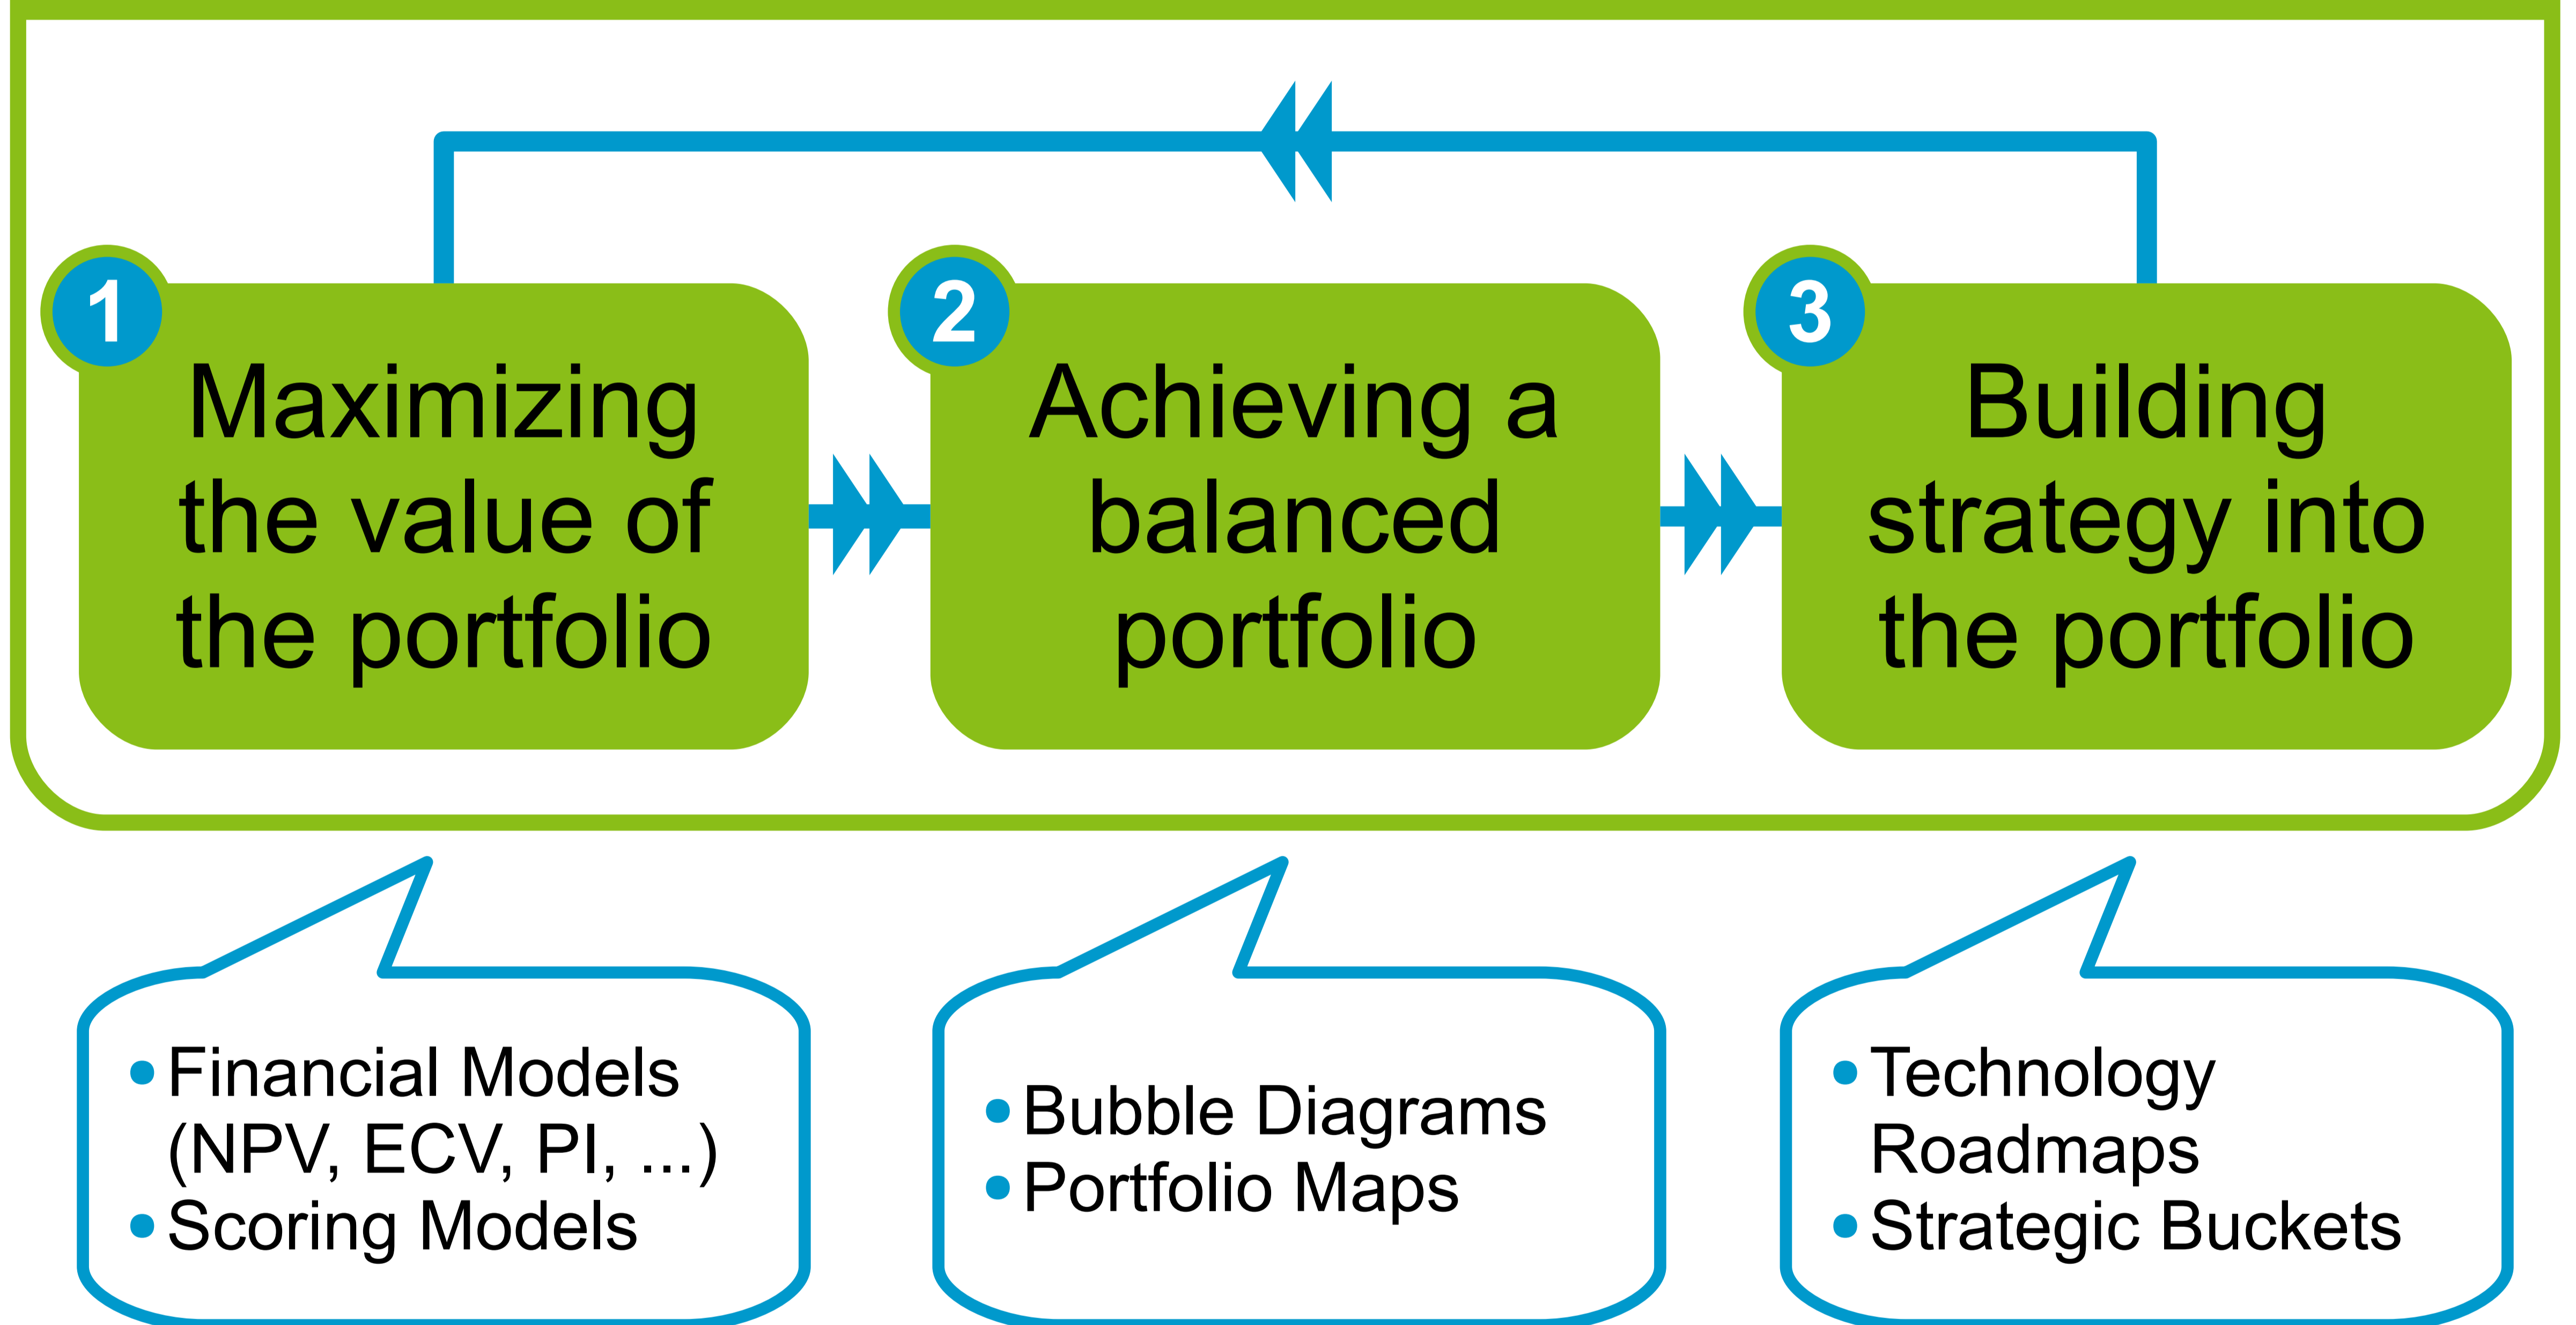 1
Maximizing
the value of
the portfolio
2
Achieving a
balanced
portfolio
3
Building
strategy into
the portfolio
•Financial Models
(NPV, ECV, PI, ...)
•Scoring Models
•Bubble Diagrams
•Portfolio Maps
•Technology
Roadmaps
•Strategic Buckets